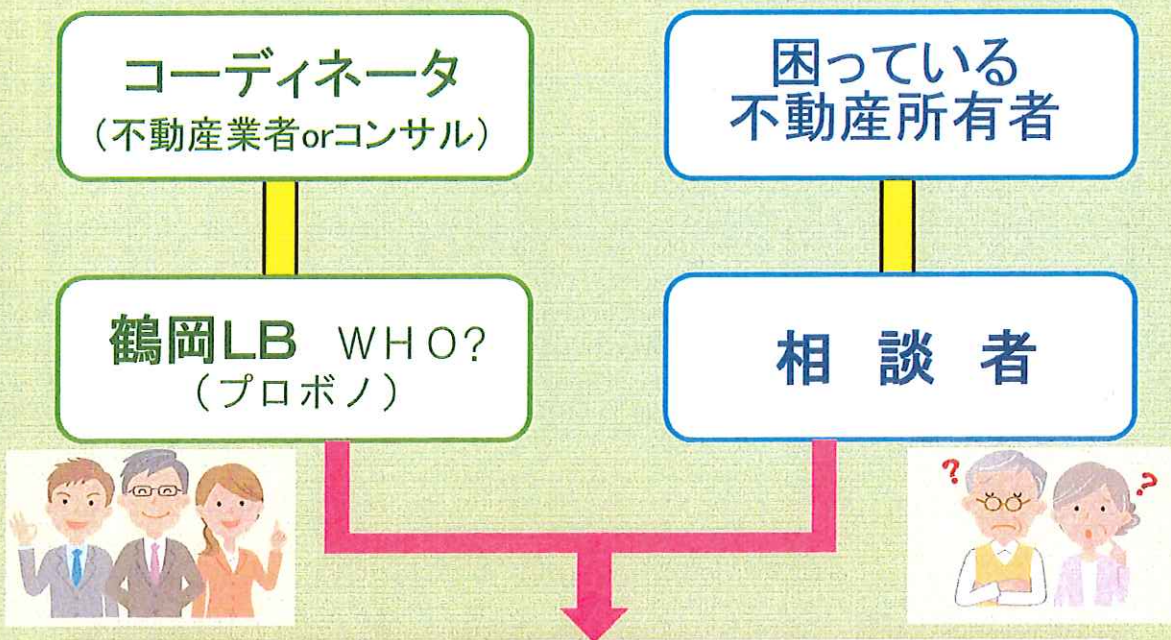 コーディネータ
(不動産業者orコンサル)
困っている
不動産所有者
鶴岡LB WHO?
(プロボノ)
相 談 者
? ?